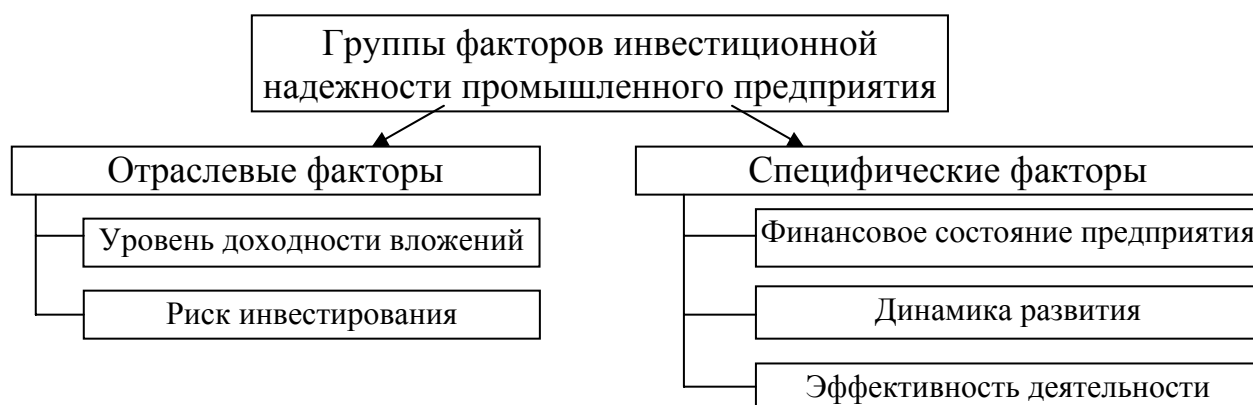 Группы факторов инвестиционной
надежности промышленного предприятия
Отраслевые факторы
Уровень доходности вложений
Риск инвестирования
Специфические факторы
Финансовое состояние предприятия
Динамика развития
Эффективность деятельности